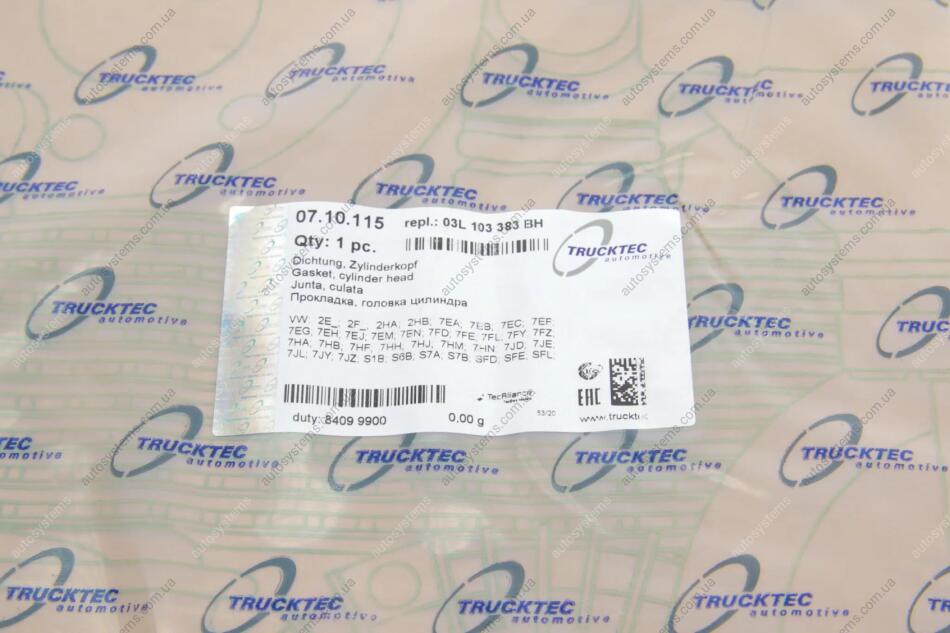 07.10.115 repl.: 03L 103 383 BH
Qty: 1 pc.
TRUCKTEC
automotive
Dichtung, Zylinderkopf
Gasket, cylinder head
Junta, culata
Прокладка, головка цилиндра
VW: 2E_; 2F_; 2HA; 2HB; 7EA; 7EB; 7EC; 7EF;
7EG; 7EH; 7EJ; 7EM; 7EN; 7FD; 7FE; 7FL; 7FY; 7FZ;
7HA; 7HB; 7HF; 7HH; 7HJ; 7HM; 7HN; 7JD; 7JE;
7JL; 7JY; 7JZ; S1B; S6B; S7A; S7B; SFD; SFE; SFL;
TecAlliance
EAC
duty: 8409 9900 0,00 g 53/20 www.truckte
TRUCKTEC
automotive
autosystems.com.ua